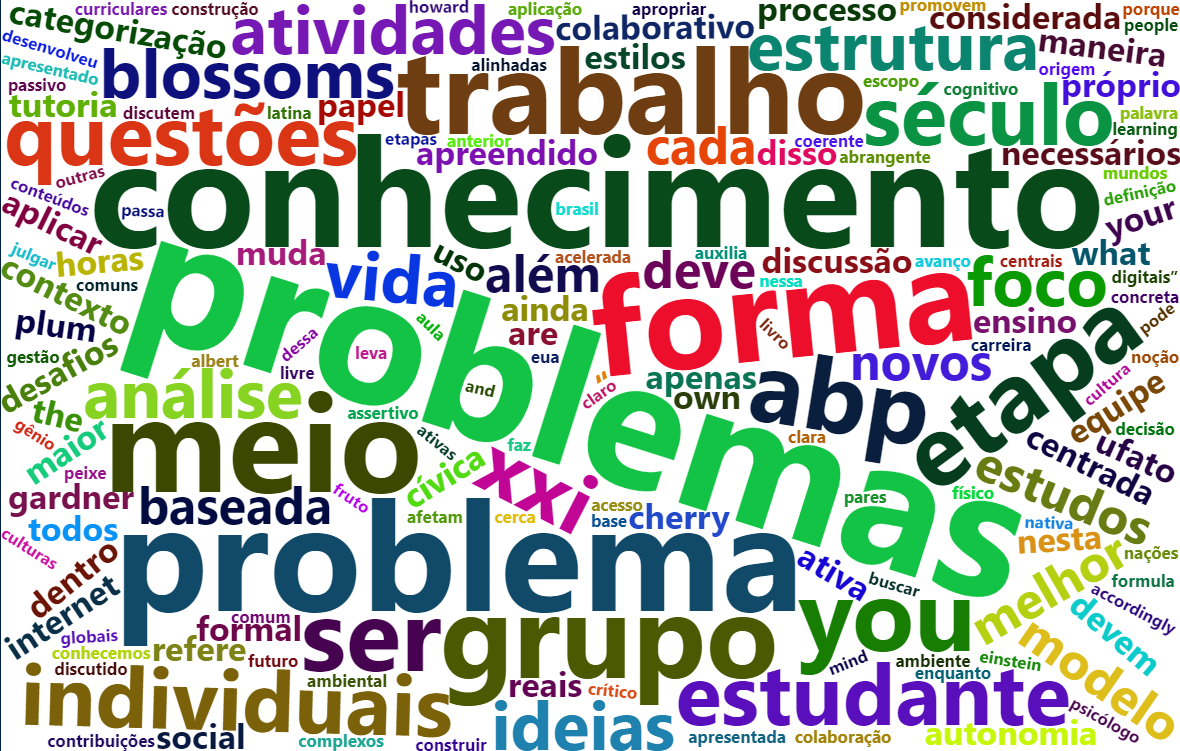 curriculares
construção
howard
aplicação
apropriar
processo
promovem
considerada
porque
people
categorização
atividades
colaborativo
estrutura
maneira
desenvolveu
apresentado
blossoms
alinhadas
estilos
trabalho
escopo
cognitivo
origem
próprio
passivo
tutoria
discutem
latina
papel
século
palavra
learning
questões
etapas
anterior
apreendido
cada
disso
coerente
abrangente
necessários
outras
conteúdos
passa
conhecimento
brasil
mundos
definição
your
aplicar
julgar
horas
muda
uso
além
acelerada
auxilia
deve
nessa
discussão
avanço
centrais
what
digitais”
contexto
comuns
vida
problemas
forma
foco
concreta
plum
ainda
are
ensino
pode
gestão
desafios
albert
dessa
livre
leva
aula
eua
livro
novos
carreira
noção
etapa
the
análise
and
“
claro
apenas
own
abp
cultura
equipe
gênio
maior
meio
assertivo
ativas
faz
clara
decisão
ufato
centrada
peixe
gardner
baseada
fruto
cívica
xxi
afetam
cerca
acesso
base
cherry
pares
físico
estudos
todos
culturas
nativa
nesta
nações
dentro
internet
problema
ativa
buscar
melhor
formula
accordingly
devem
globais
conhecemos
comum
formal
ser
grupo
you
modelo
discutido
refere
futuro
ambiental
reais
crítico
mind
ambiente
enquanto
einstein
psicólogo
individuais
ideias
estudante
contribuições
social
complexos
construir
apresentada
colaboração
autonomia